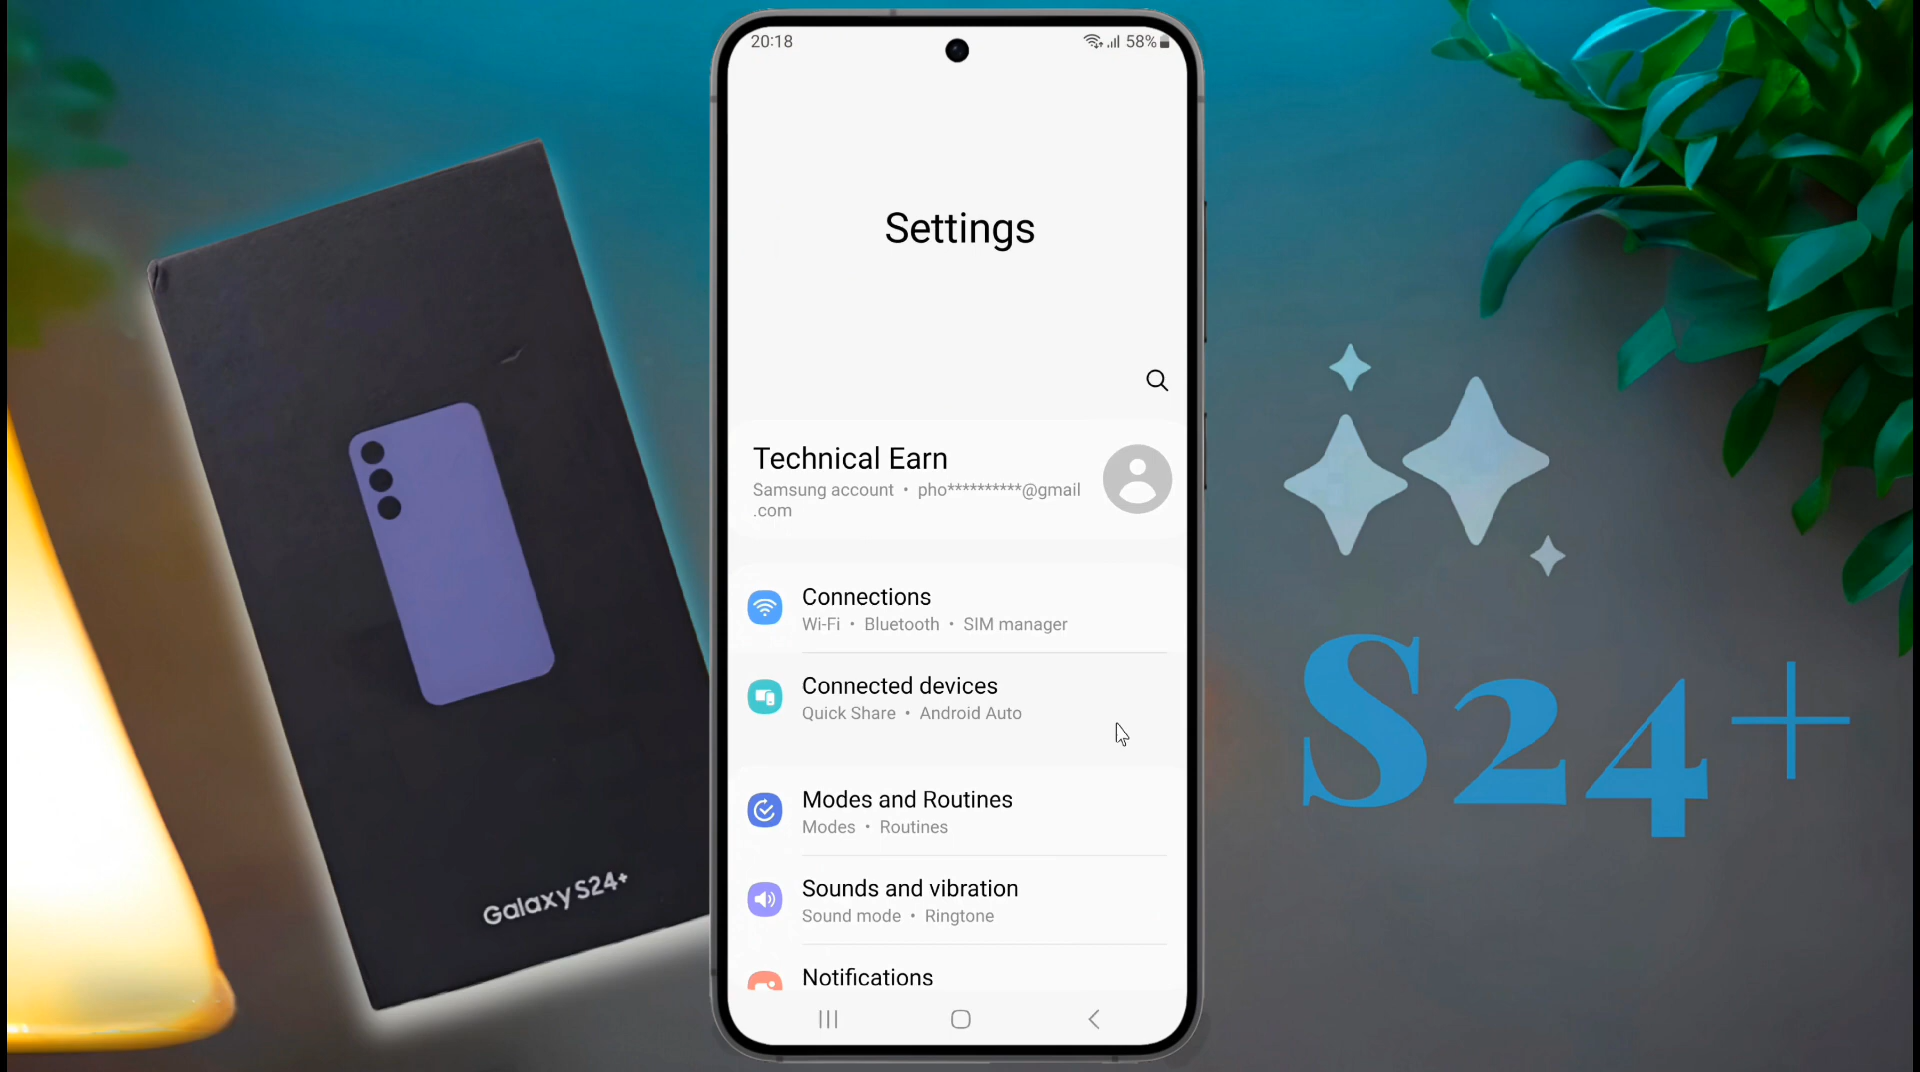 20:18
58%
Settings
Technical Earn
Samsung account • pho**********@gmail
.com
Connections
Wi-Fi • Bluetooth • SIM manager
Connected devices
Quick Share • Android Auto
Modes and Routines
Modes • Routines
Sounds and vibration
Sound mode • Ringtone
Notifications
Galaxy S24+
S24+